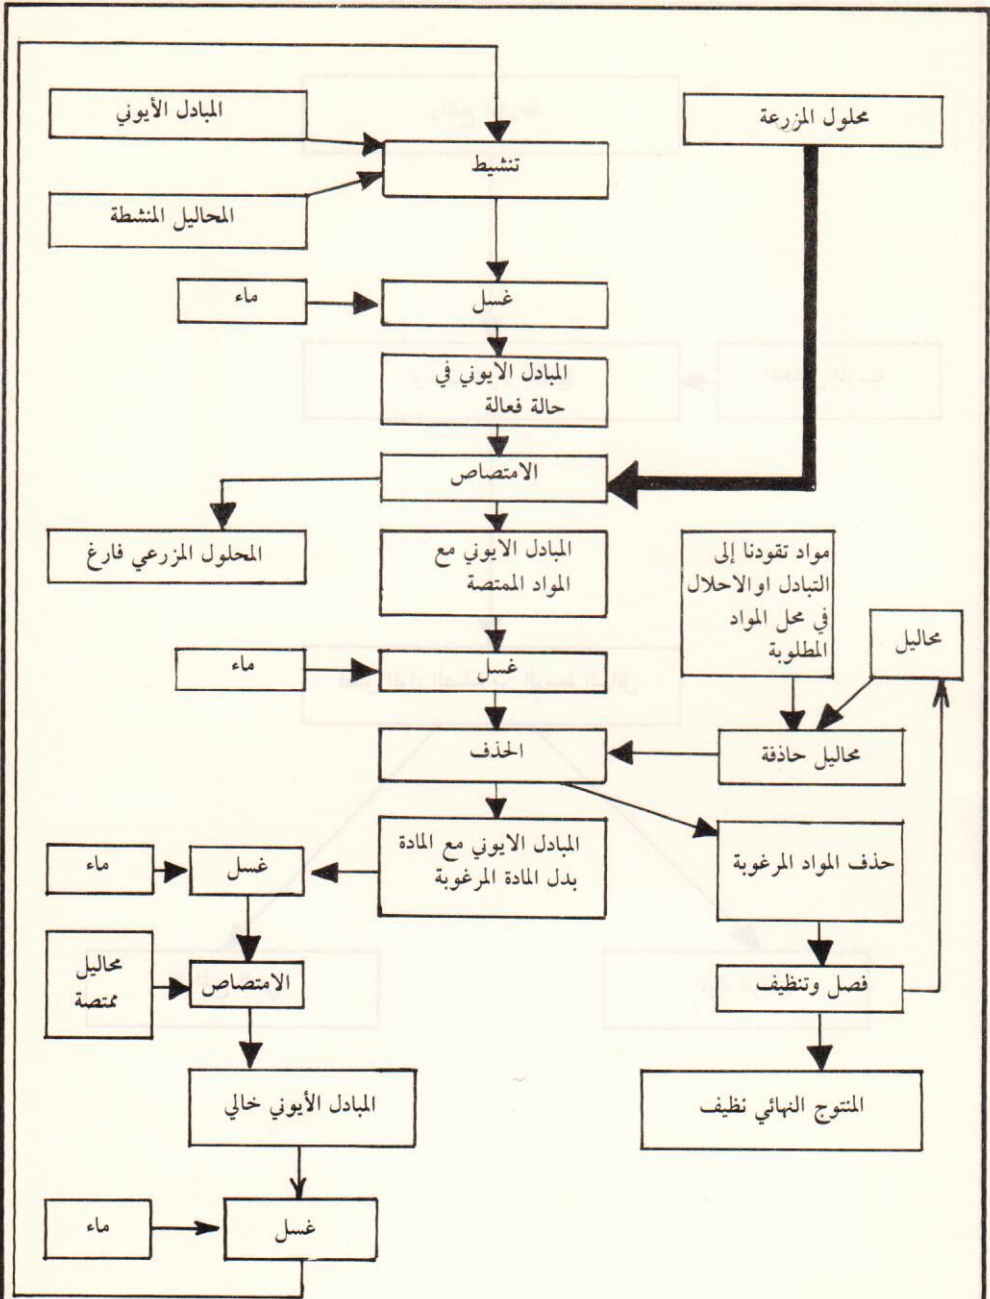 المبادل الأيوني
محلول المزرعة
تنشيط
المحاليل المنشطة
ماء
غسل
المبادل الايوني في
حالة فعالة
الامتصاص
المحلول المزرعي فارغ
المبادل الايوني مع
المواد الممتصة
مواد تقودنا إلى
التبادل او الاحلال
في محل المواد
المطلوبة
محاليل
ماء
غسل
الحذف
محاليل حاذفة
المبادل الايوني مع المادة
بدل المادة المرغوبة
حذف المواد المرغوبة
غسل
ماء
محاليل
ممتصة
الامتصاص
فصل وتنظيف
المبادل الأيوني خالي
المنتوج النهائي نظيف
ماء
غسل